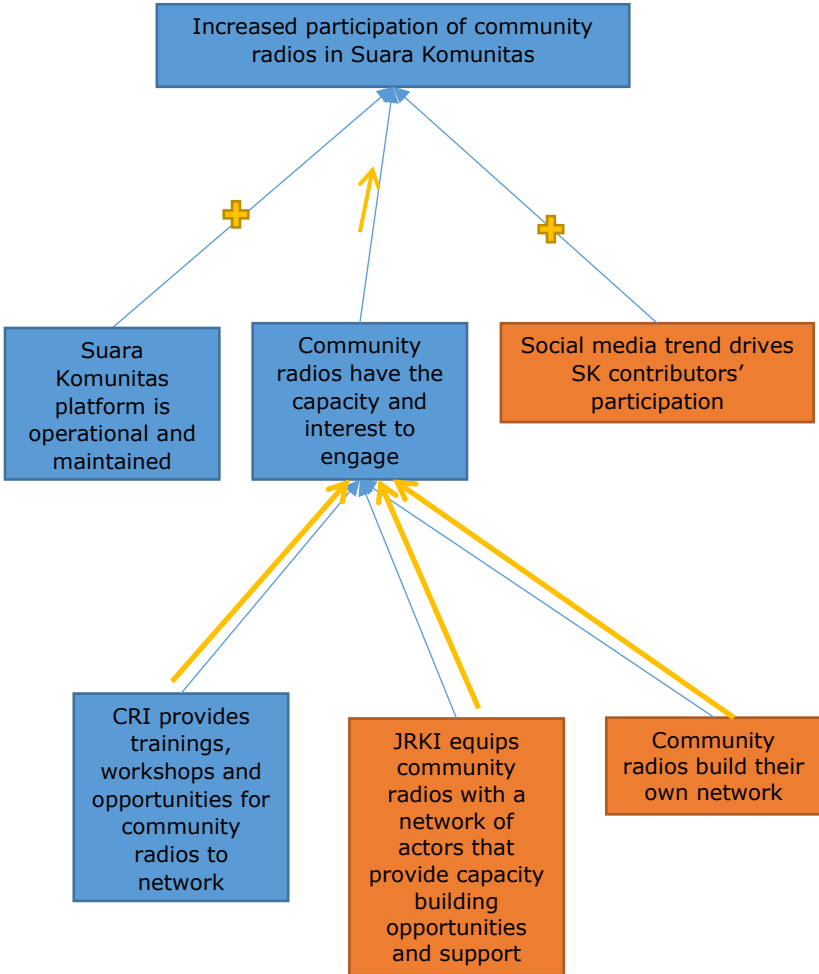 Increased participation of community
radios in Suara Komunitas
Suara
Komunitas
platform is
operational and
maintained
Community
radios have the
capacity and
interest to
engage
Social media trend drives
SK contributors’
participation
CRI provides
trainings,
workshops and
opportunities for
community
radios to
network
JRKI equips
community
radios with a
network of
actors that
provide capacity
building
opportunities
and support
Community
radios build their
own network